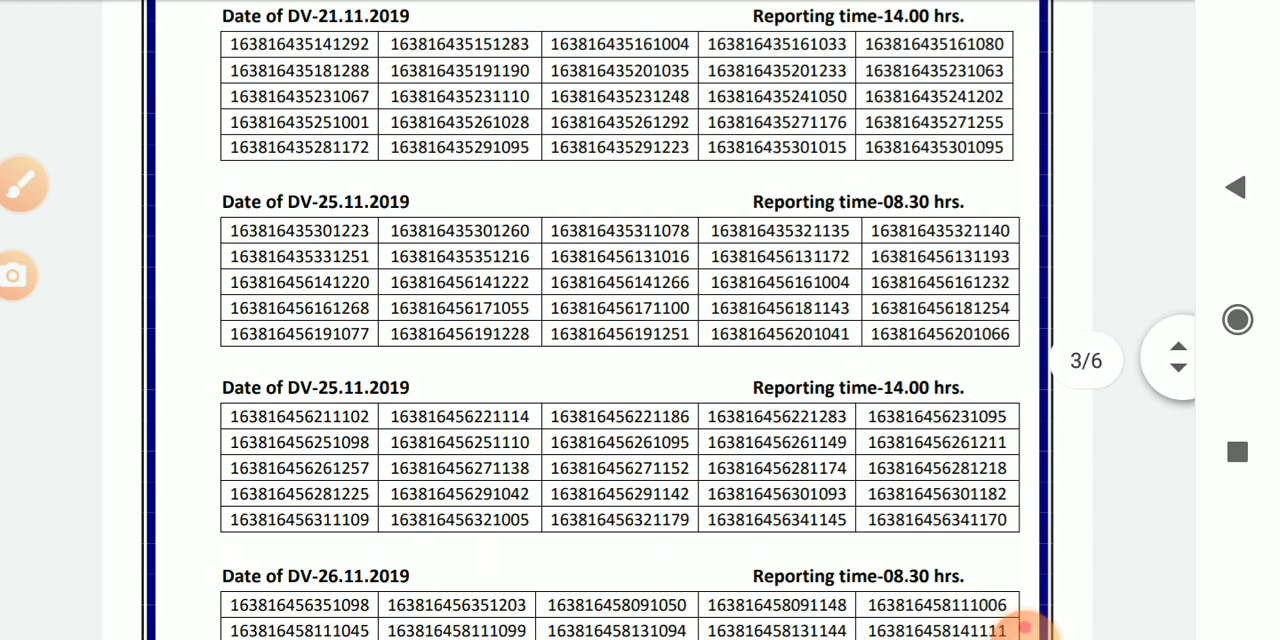 Date of DV-21.11.2019 Reporting time-14.00 hrs.
163816435141292 163816435151283 163816435161004 163816435161033 163816435161080
163816435181288 163816435191190 163816435201035 163816435201233 163816435231063
163816435231067 163816435231110 163816435231248 163816435241050 163816435241202
163816435251001 163816435261028 163816435261292 163816435271176 163816435271255
163816435281172 163816435291095 163816435291223 163816435301015 163816435301095
Date of DV-25.11.2019 Reporting time-08.30 hrs.
163816435301223 163816435301260 163816435311078 163816435321135 163816435321140
163816435331251 163816435351216 163816456131016 163816456131172 163816456131193
163816456141220 163816456141222 163816456141266 163816456161004 163816456161232
163816456161268 163816456171055 163816456171100 163816456181143 163816456181254
163816456191077 163816456191228 163816456191251 163816456201041 163816456201066
3/6
Date of DV-25.11.2019 Reporting time-14.00 hrs.
163816456211102 163816456221114 163816456221186 163816456221283 163816456231095
163816456251098 163816456251110 163816456261095 163816456261149 163816456261211
163816456261257 163816456271138 163816456271152 163816456281174 163816456281218
163816456281225 163816456291042 163816456291142 163816456301093 163816456301182
163816456311109 163816456321005 163816456321179 163816456341145 163816456341170
Date of DV-26.11.2019 Reporting time-08.30 hrs.
163816456351098 163816456351203 163816458091050 163816458091148 163816458111006
163816458111045 163816458111099 163816458131094 163816458131144 163816458141111